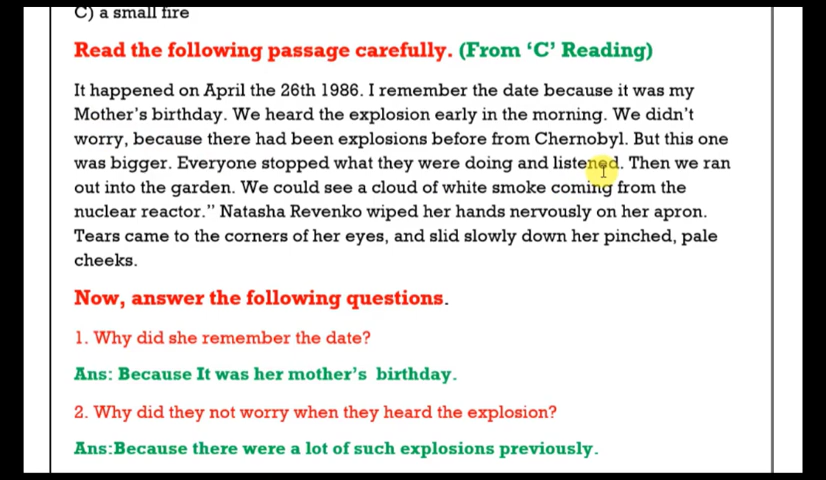 C) a small fire
Read the following passage carefully. (From ‘C’ Reading)
It happened on April the 26th 1986. I remember the date because it was my
Mother's birthday. We heard the explosion early in the morning. We didn't
worry, because there had been explosions before from Chernobyl. But this one
was bigger. Everyone stopped what they were doing and listened. Then we ran
out into the garden. We could see a cloud of white smoke coming from the
nuclear reactor.” Natasha Revenko wiped her hands nervously on her apron.
Tears came to the corners of her eyes, and slid slowly down her pinched, pale
cheeks.
Now, answer the following questions.
1. Why did she remember the date?
Ans: Because It was her mother’s birthday.
2. Why did they not worry when they heard the explosion?
Ans:Because there were a lot of such explosions previously.